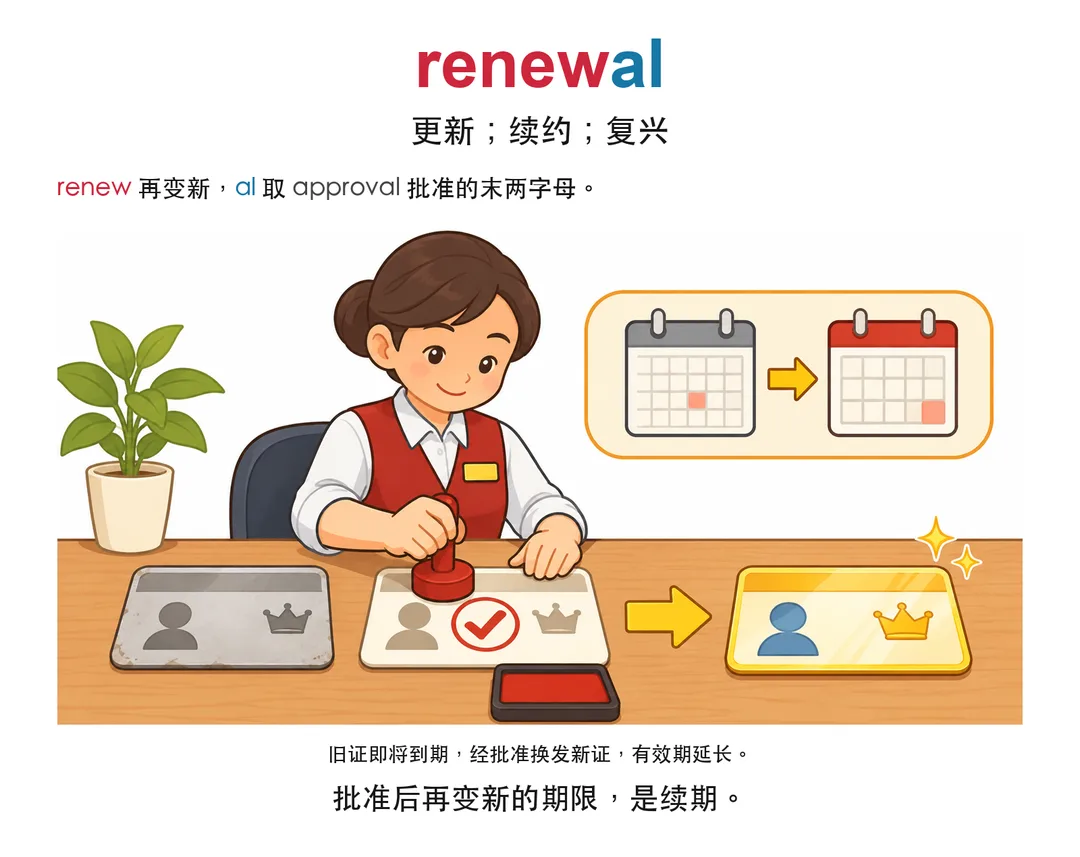 renewal
更新；续约；复兴
renew 再变新，al 取 approval 批准的末两字母。
旧证即将到期，经批准换发新证，有效期延长。
批准后再变新的期限，是续期。